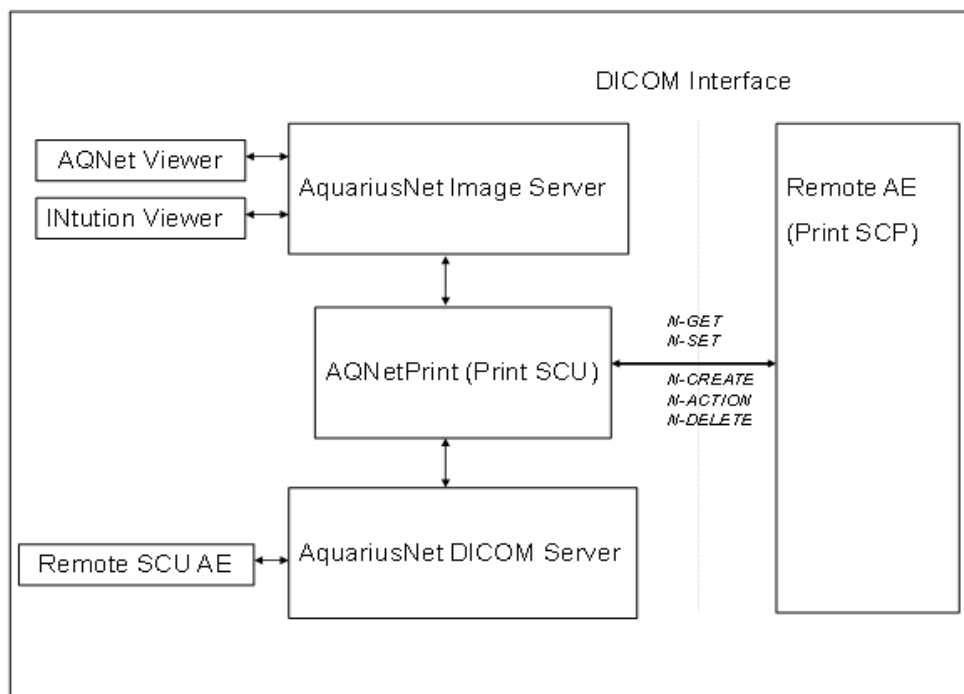 DICOM Interface
AQNet Viewer
INtution Viewer
AquariusNet Image Server
Remote AE
(Print SCP)
AQNetPrint (Print SCU)
N-GET
N-SET
N-CREATE
N-ACTION
N-DELETE
Remote SCU AE
AquariusNet DICOM Server